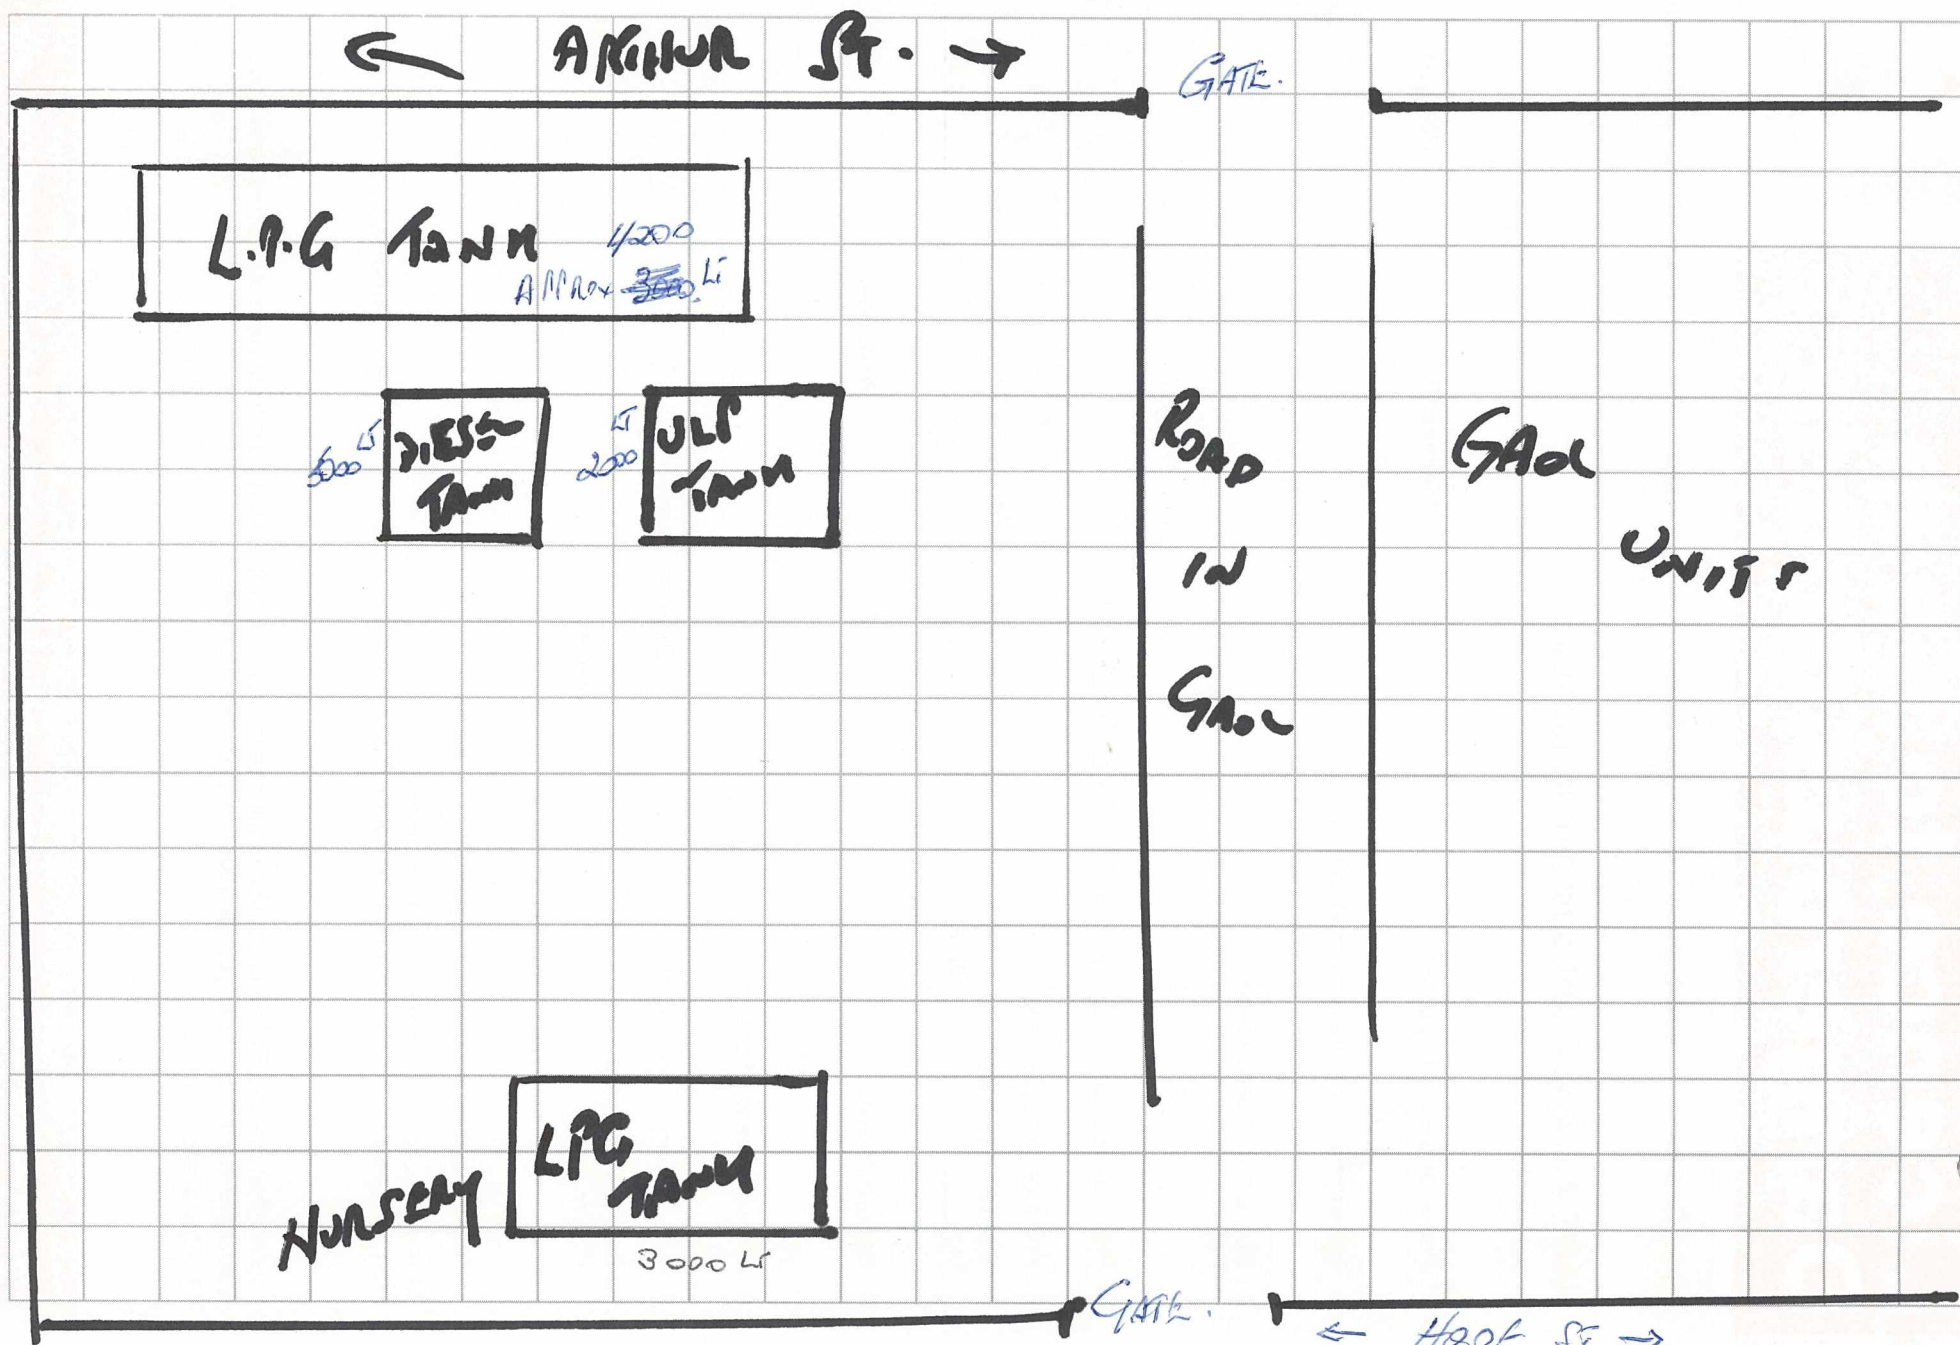 ← ARTHUR ST. →
GATE.
L.P.G TANK 4200
APPROX 3000 LT
5000 LT
DIESEL
TANK
2000 LT
ULP
TANK
ROAD
IN
GAOL
GAOL
UNITS
LPG
TANK
NURSERY
3000 LT
GATE.
← ST →